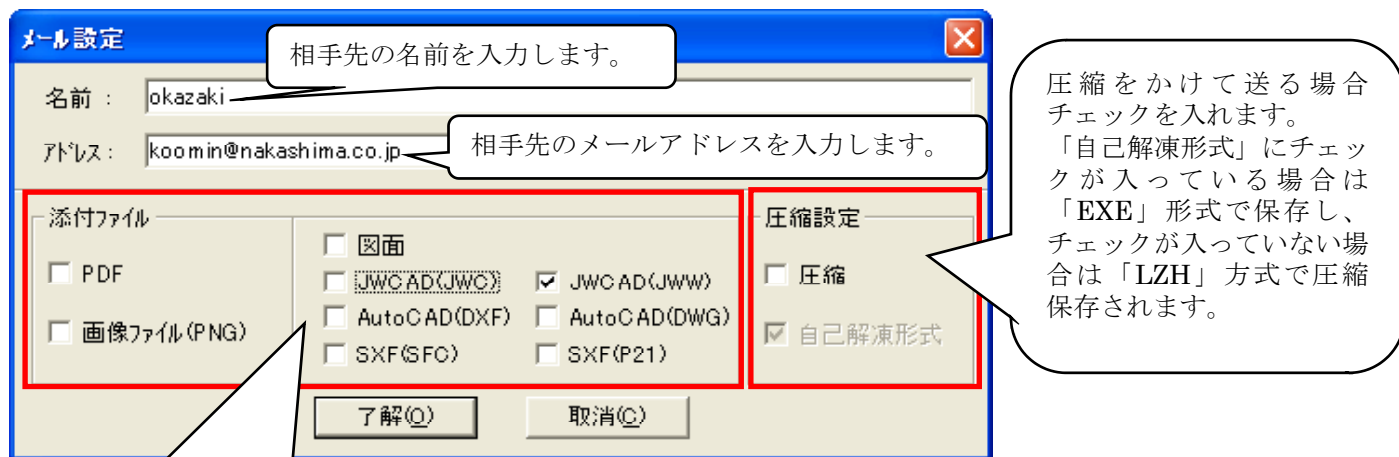 メール設定
相手先の名前を入力します。
名前 : okazaki
アドレス : koomin@nakashima.co.jp
相手先のメールアドレスを入力します。
圧縮をかけて送る場合
チェックを入れます。
「自己解凍形式」にチェッ
クが入っている場合は
「EXE」形式で保存し、
チェックが入っていない場
合は「LZH」方式で圧縮
保存されます。
添付ファイル
PDF
画像ファイル(PNG)
図面
JWCAD(JWC) JWCAD(JWW)
AutoCAD(DXF) AutoCAD(DWG)
SXF(SFC) SXF(P21)
圧縮設定
圧縮
自己解凍形式
了解(O) 取消(C)